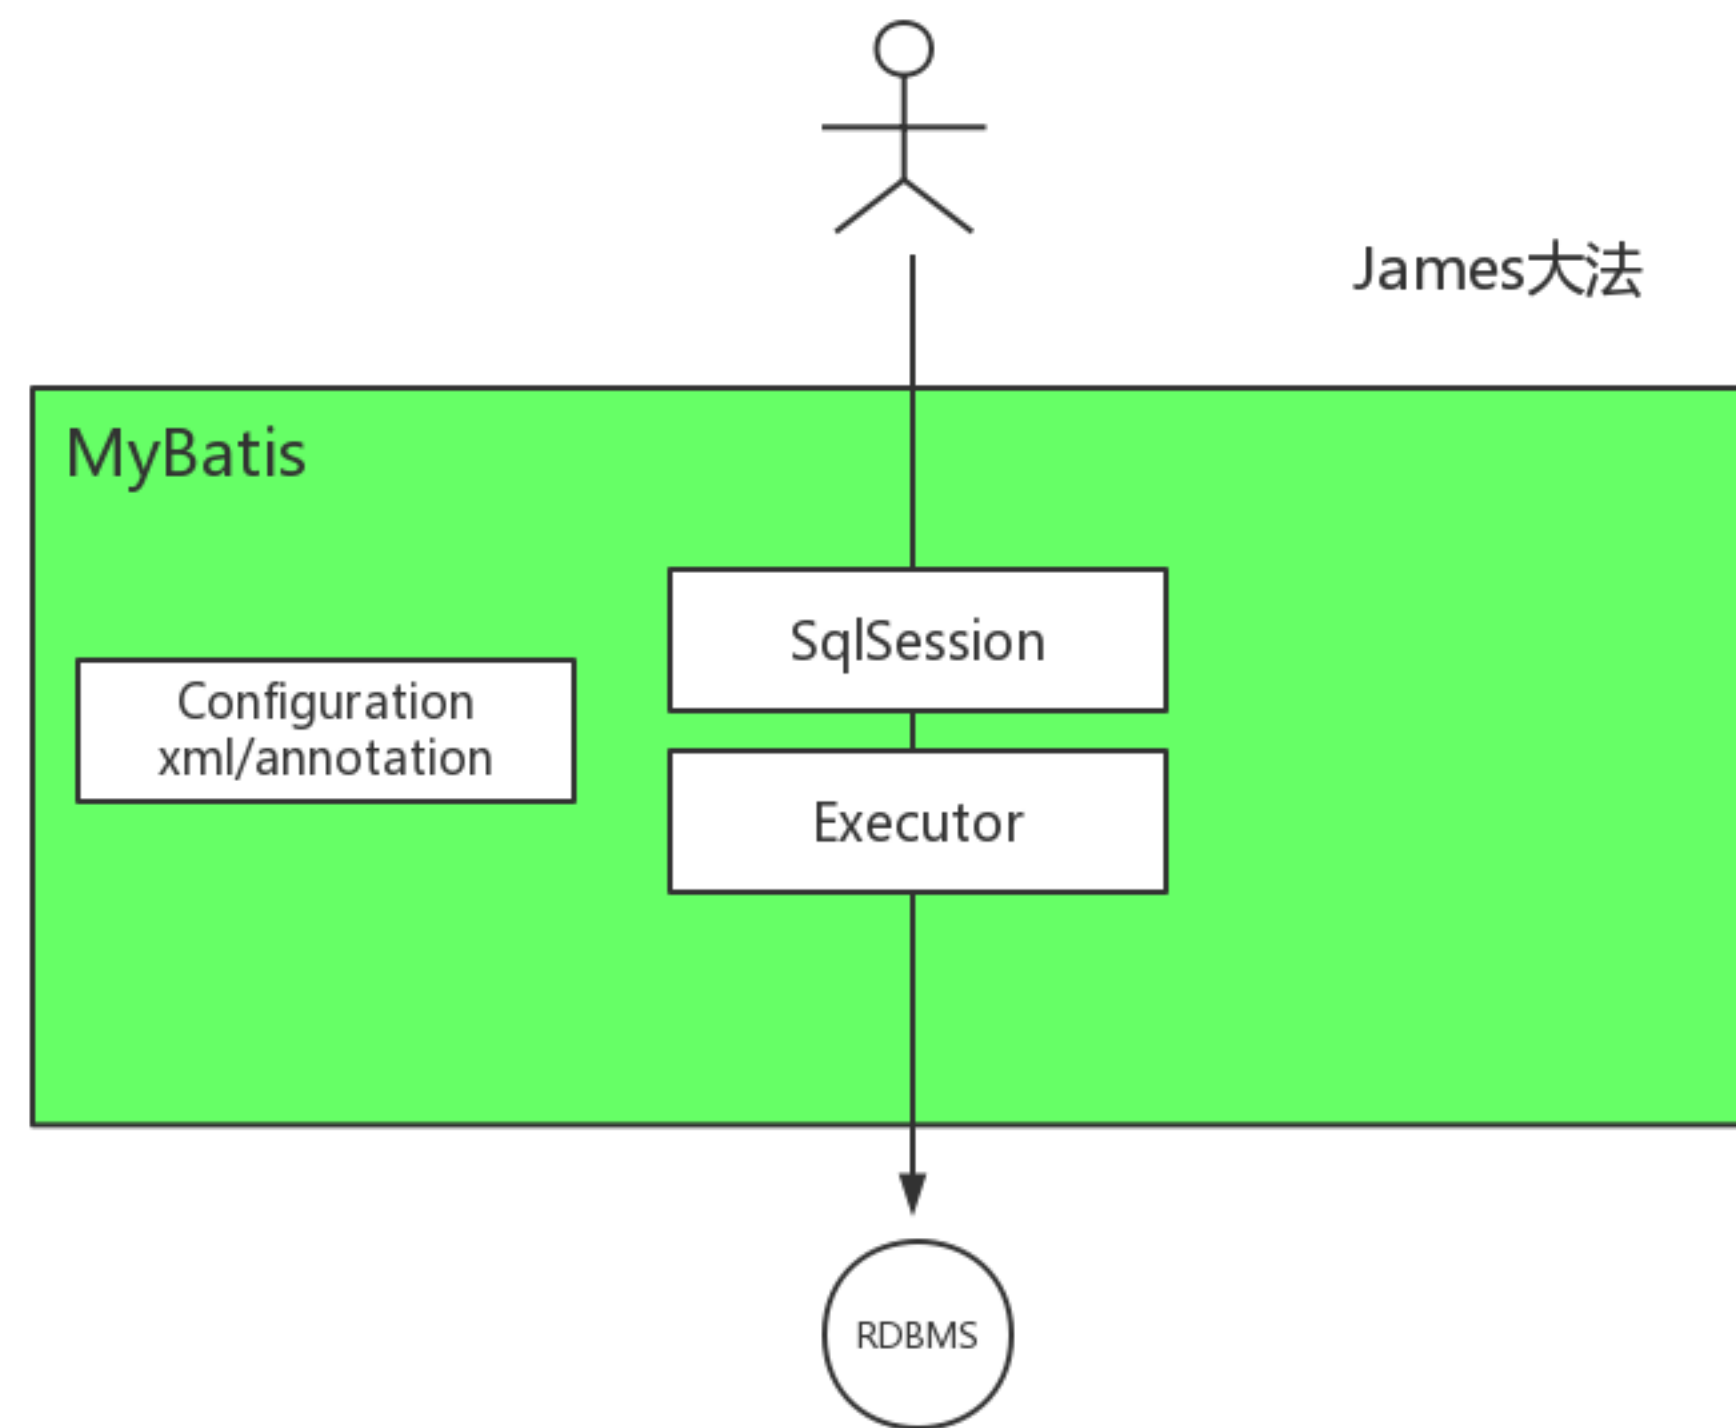 James大法
MyBatis
SqlSession
Configuration
xml/annotation
Executor
RDBMS